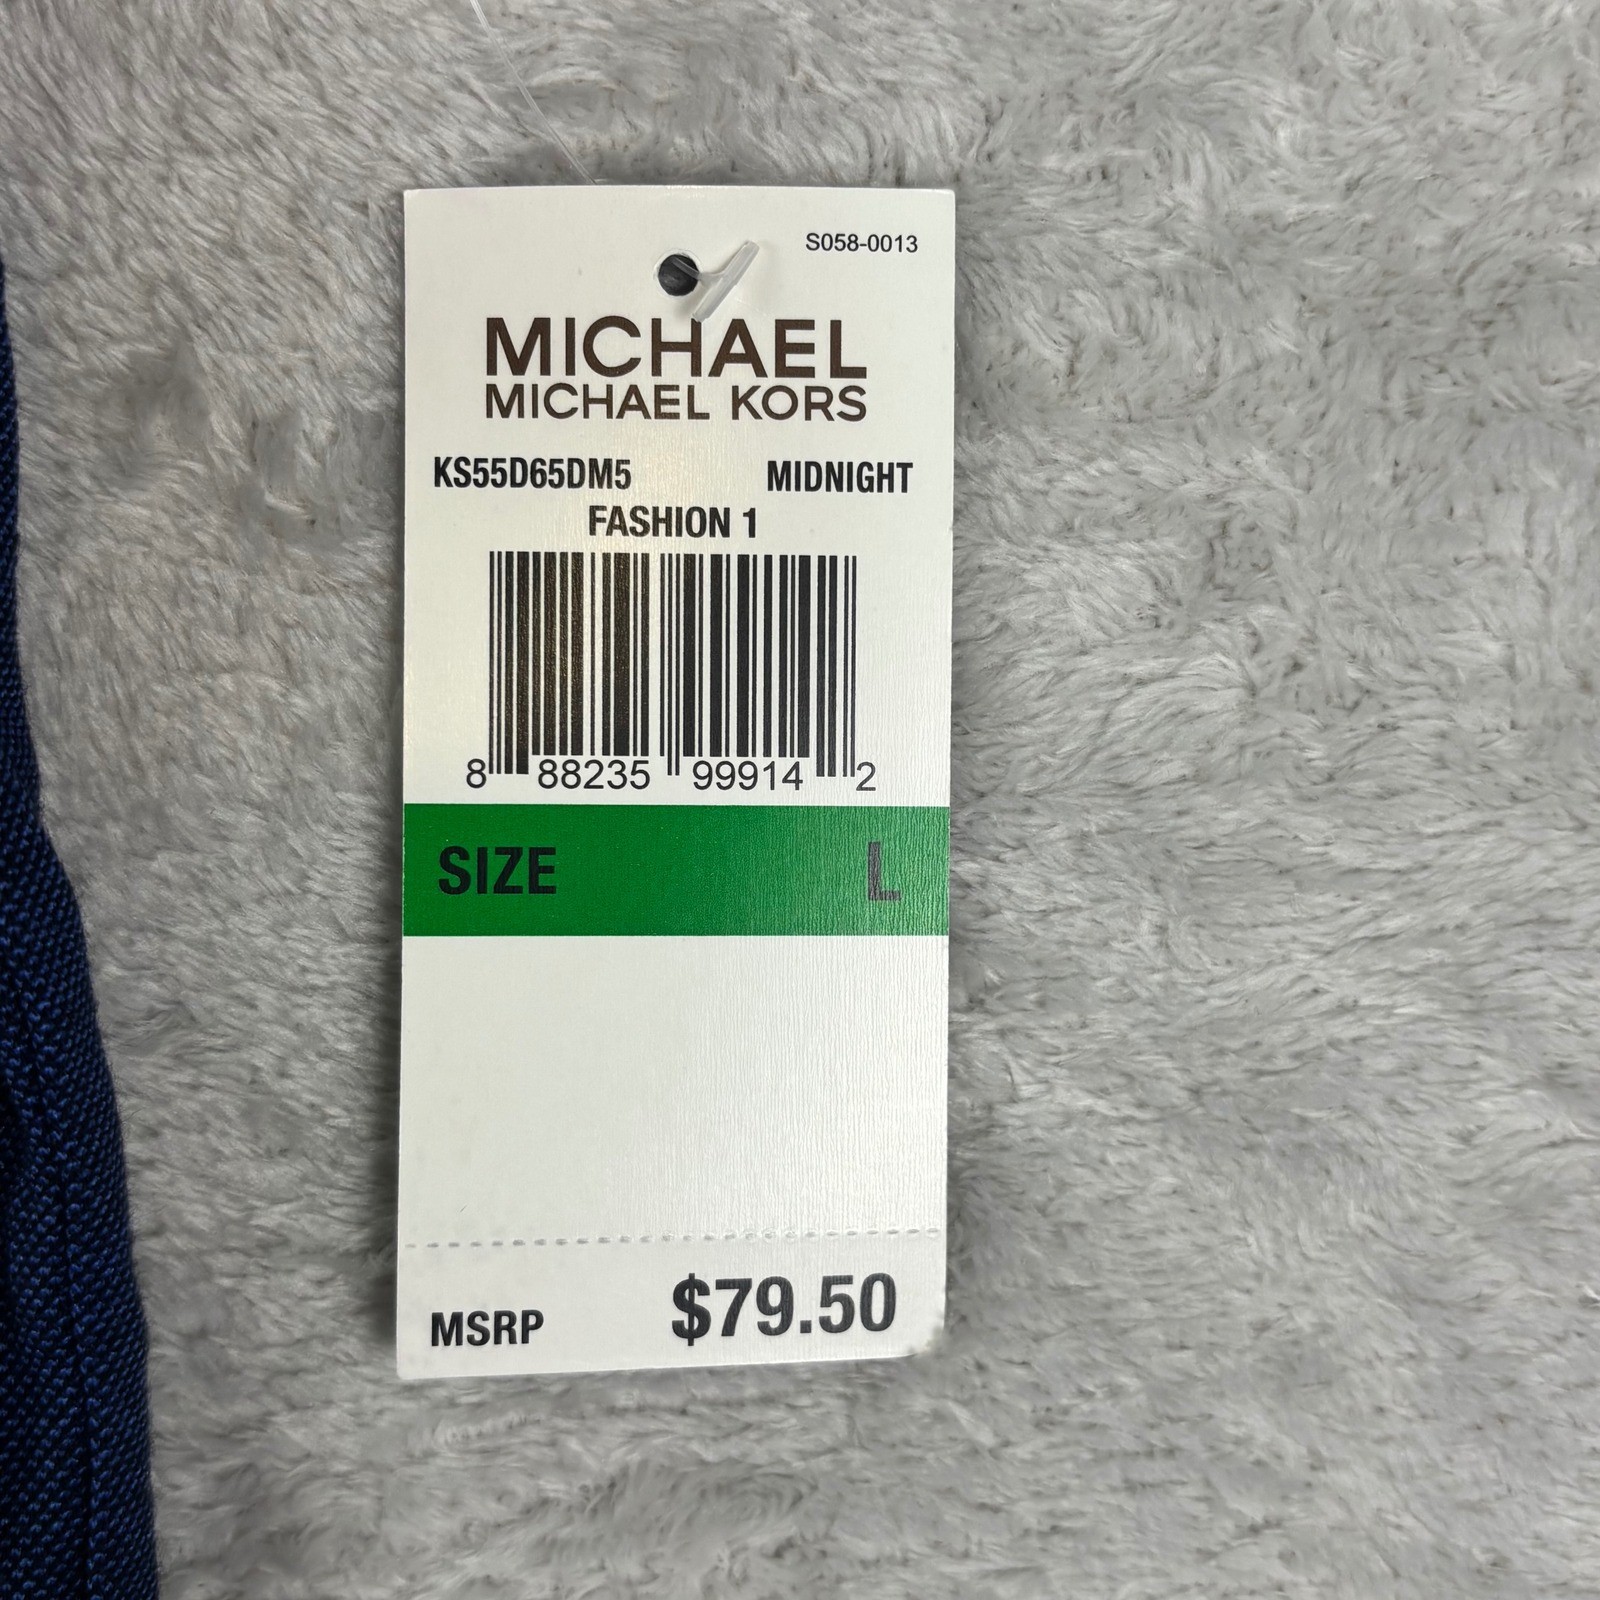 S058-0013
MICHAEL
MICHAEL KORS
KS55D65DM5 MIDNIGHT
FASHION 1
8 88235 99914 2
SIZE L
MSRP $79.50